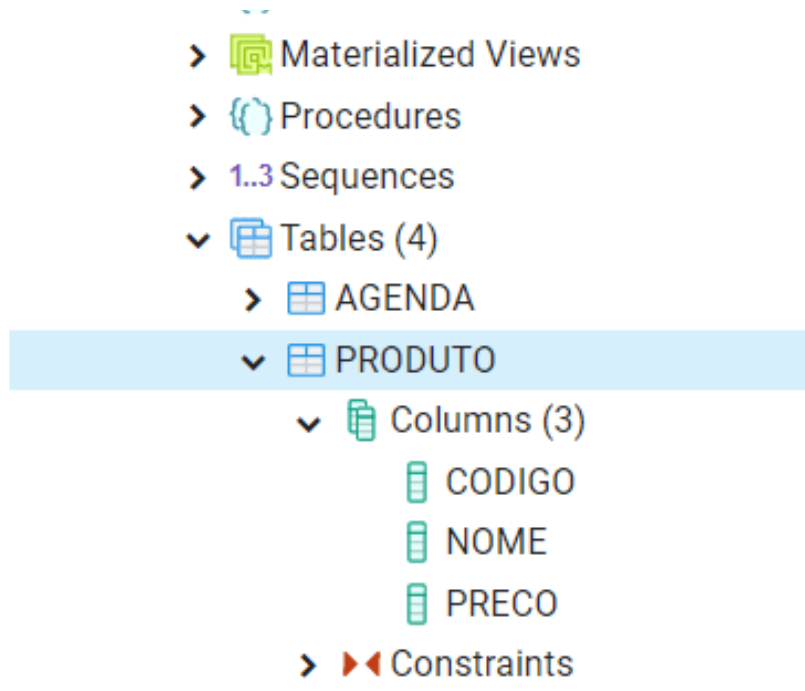 Materialized Views
Procedures
1..3 Sequences
Tables (4)
AGENDA
PRODUTO
Columns (3)
CODIGO
NOME
PRECO
Constraints